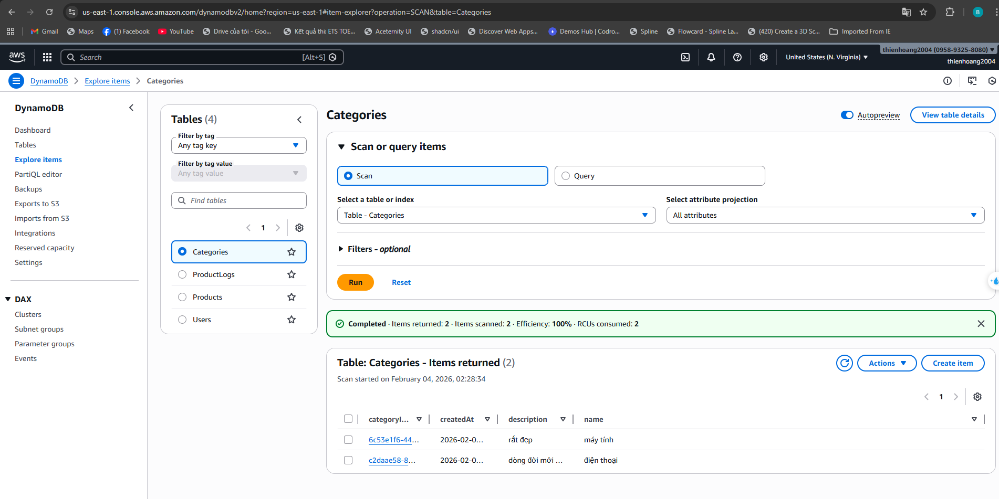 us-east-1.console.aws.amazon.com/dynamodbv2/home?region=us-east-1#item-explorer?operation=SCAN&table=Categories
B
Gmail Maps (1) Facebook YouTube Drive của tôi - Goo... Kết quả thi: ETS TOE... Aceternity UI shadcn/ui Discover Web Apps... Demos Hub | Codro... Spline Flowcard - Spline La... (420) Create a 3D Sc... Imported From IE
aws Search [Alt+S] United States (N. Virginia) thienhoang2004 (0958-9325-8080)
thienhoang2004
DynamoDB Explore items Categories
DynamoDB
Dashboard
Tables
Explore items
PartiQL editor
Backups
Exports to S3
Imports from S3
Integrations
Reserved capacity
Settings
DAX
Clusters
Subnet groups
Parameter groups
Events
Tables (4)
Filter by tag
Any tag key
Filter by tag value
Any tag value
Find tables
1
Categories
ProductLogs
Products
Users
Categories
Autopreview View table details
Scan or query items
Scan Query
Select a table or index Select attribute projection
Table - Categories All attributes
Filters - optional
Run Reset
Completed · Items returned: 2 · Items scanned: 2 · Efficiency: 100% · RCUs consumed: 2
Table: Categories - Items returned (2)
Actions Create item
Scan started on February 04, 2026, 02:28:34
1
categoryI... createdAt description name
6c53e1f6-44... 2026-02-0... rất đẹp máy tính
c2daae58-8... 2026-02-0... dòng đời mới ... điện thoại